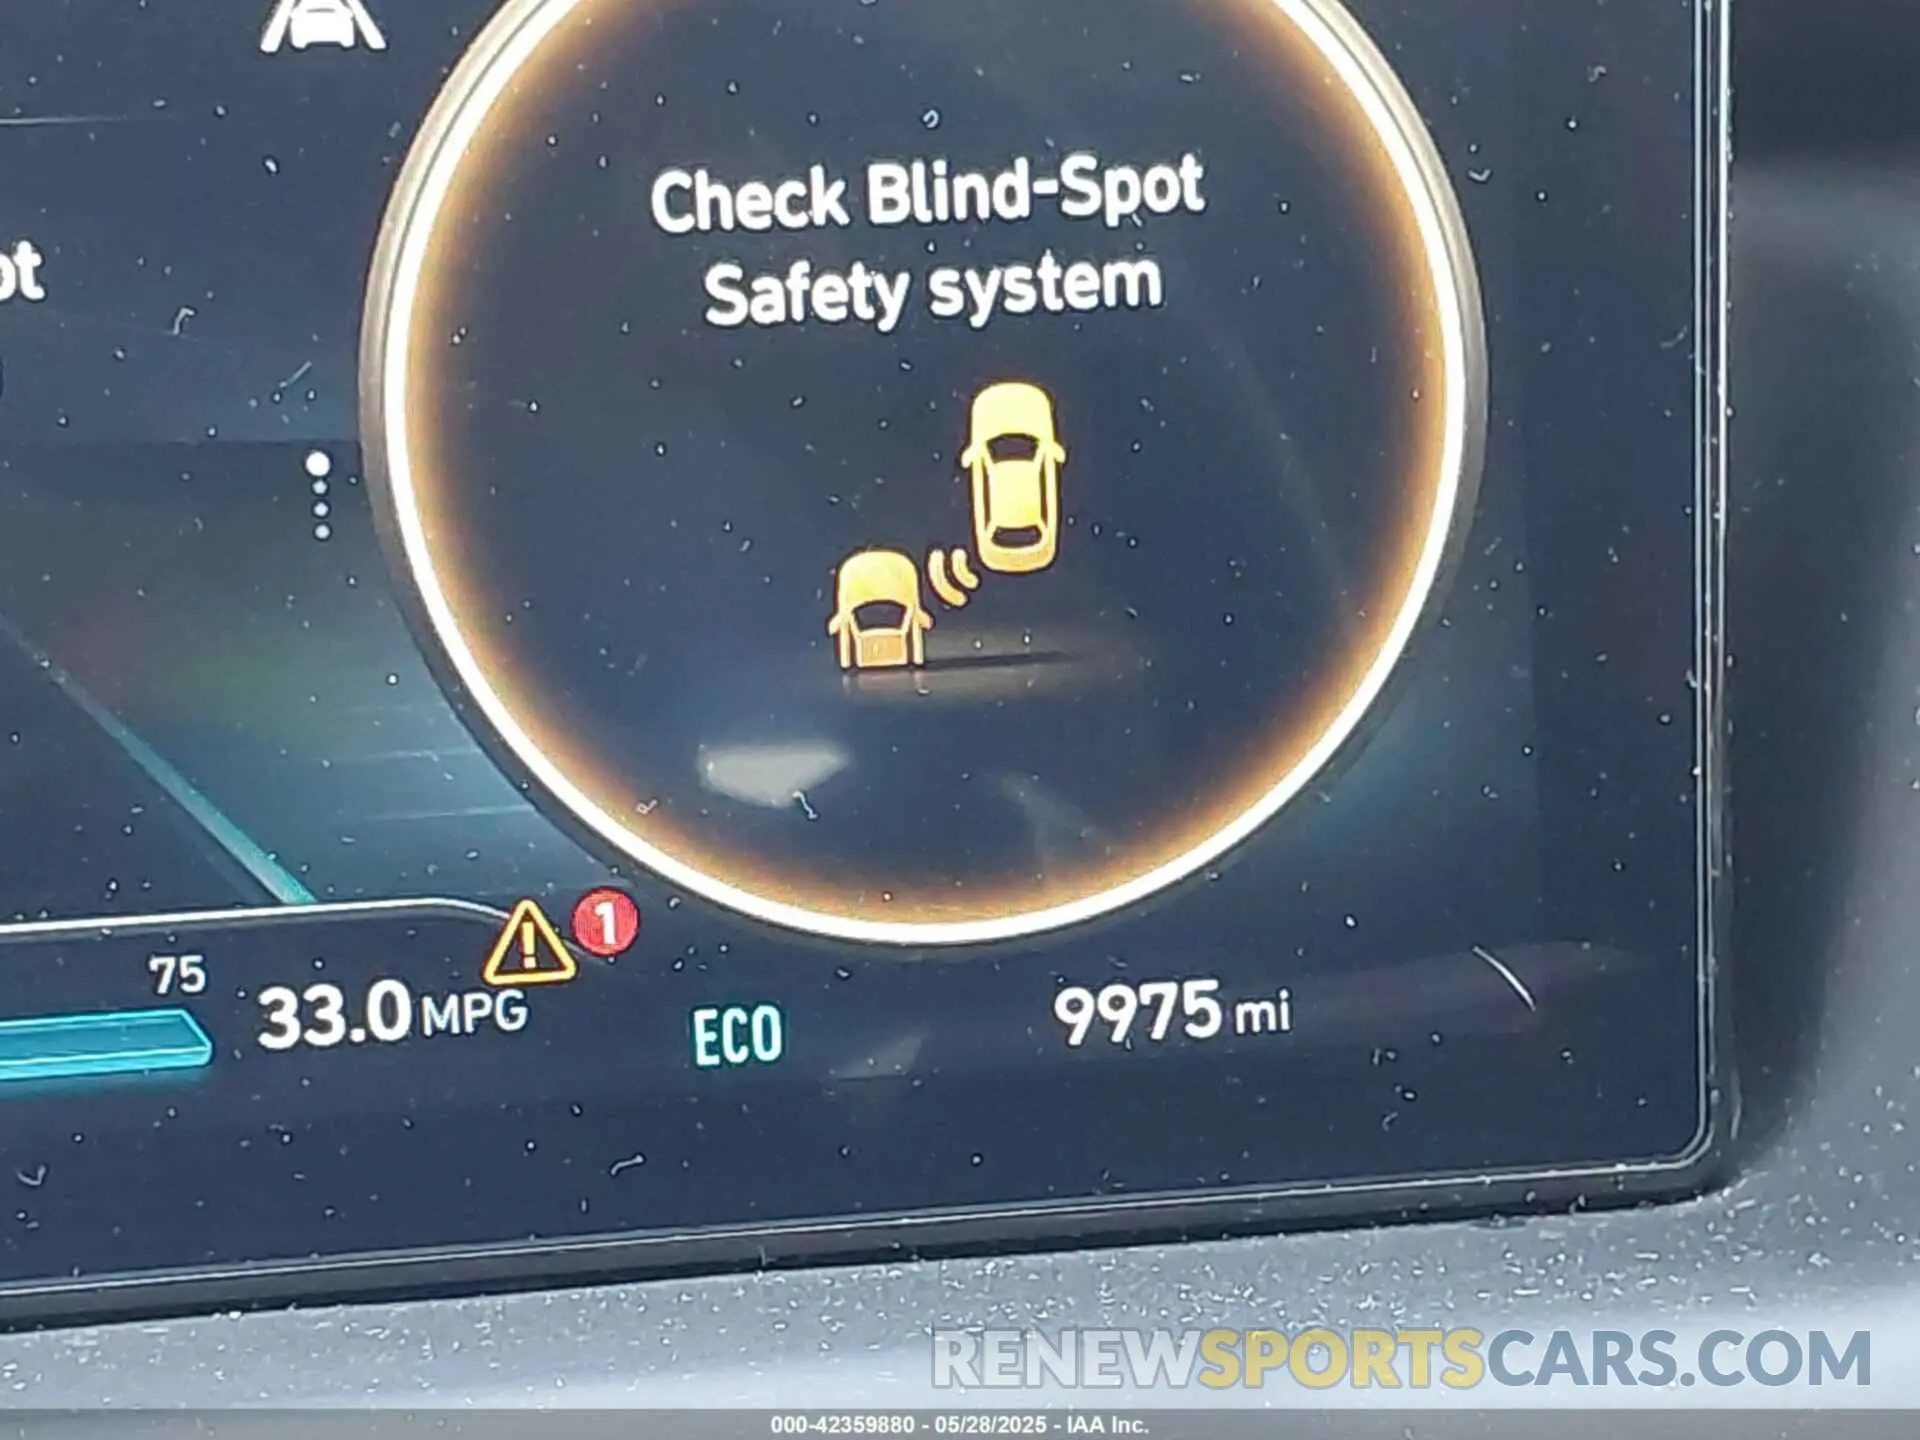 Check Blind-Spot
Safety system
ot
1
75
33.0 MPG
ECO
9975 mi
RENEWSPORTSCARS.COM
000-42359880 - 05/28/2025 - IAA Inc.